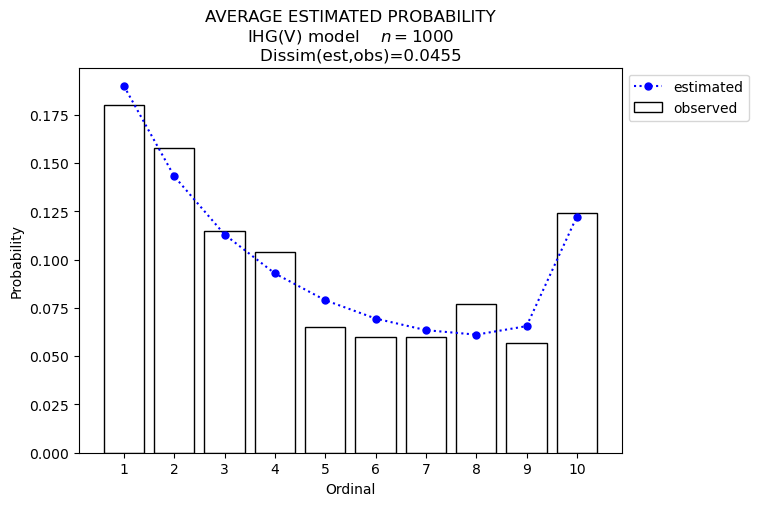 AVERAGE ESTIMATED PROBABILITY
IHG(V) model n = 1000
Dissim(est,obs)=0.0455
estimated
observed
Probability
0.175
0.150
0.125
0.100
0.075
0.050
0.025
0.000
1 2 3 4 5 6 7 8 9 10
Ordinal